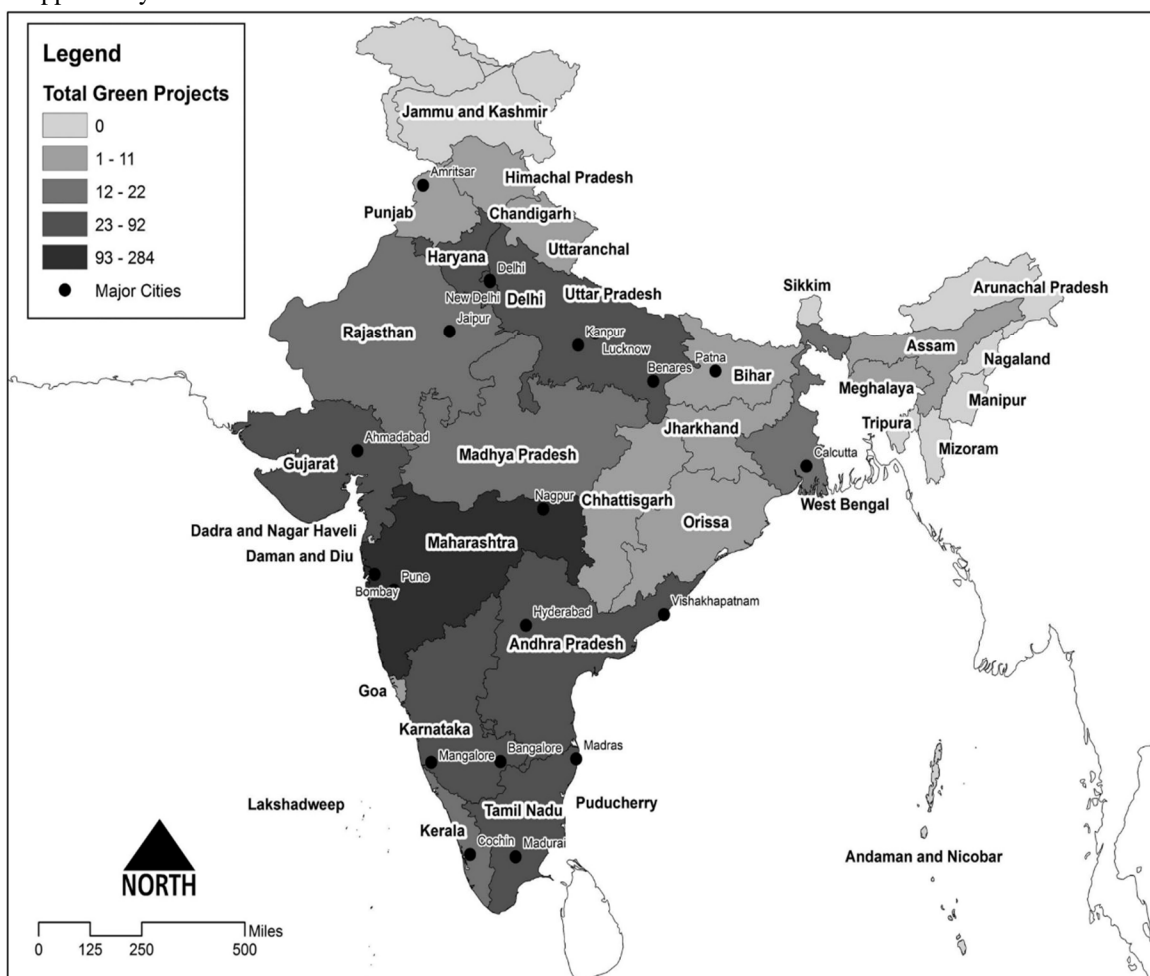 Legend
Total Green Projects
0
1 - 11
12 - 22
23 - 92
93 - 284
Major Cities
Jammu and Kashmir
Amritsar
Himachal Pradesh
Punjab
Chandigarh
Uttaranchal
Haryana
Delhi
New Delhi
Delhi
Uttar Pradesh
Sikkim
Arunachal Pradesh
Rajasthan
Jaipur
Kanpur
Lucknow
Assam
Nagaland
Benares
Patna
Bihar
Meghalaya
Manipur
Tripura
Mizoram
Jharkhand
Ahmadabad
Gujarat
Madhya Pradesh
Calcutta
West Bengal
Chhattisgarh
Nagpur
Orissa
Dadra and Nagar Haveli
Daman and Diu
Maharashtra
Bombay
Pune
Vishakhapatnam
Hyderabad
Andhra Pradesh
Goa
Karnataka
Mangalore
Bangalore
Madras
Lakshadweep
Tamil Nadu
Puducherry
Kerala
Cochin
Madurai
Andaman and Nicobar
NORTH
Miles
0 125 250 500